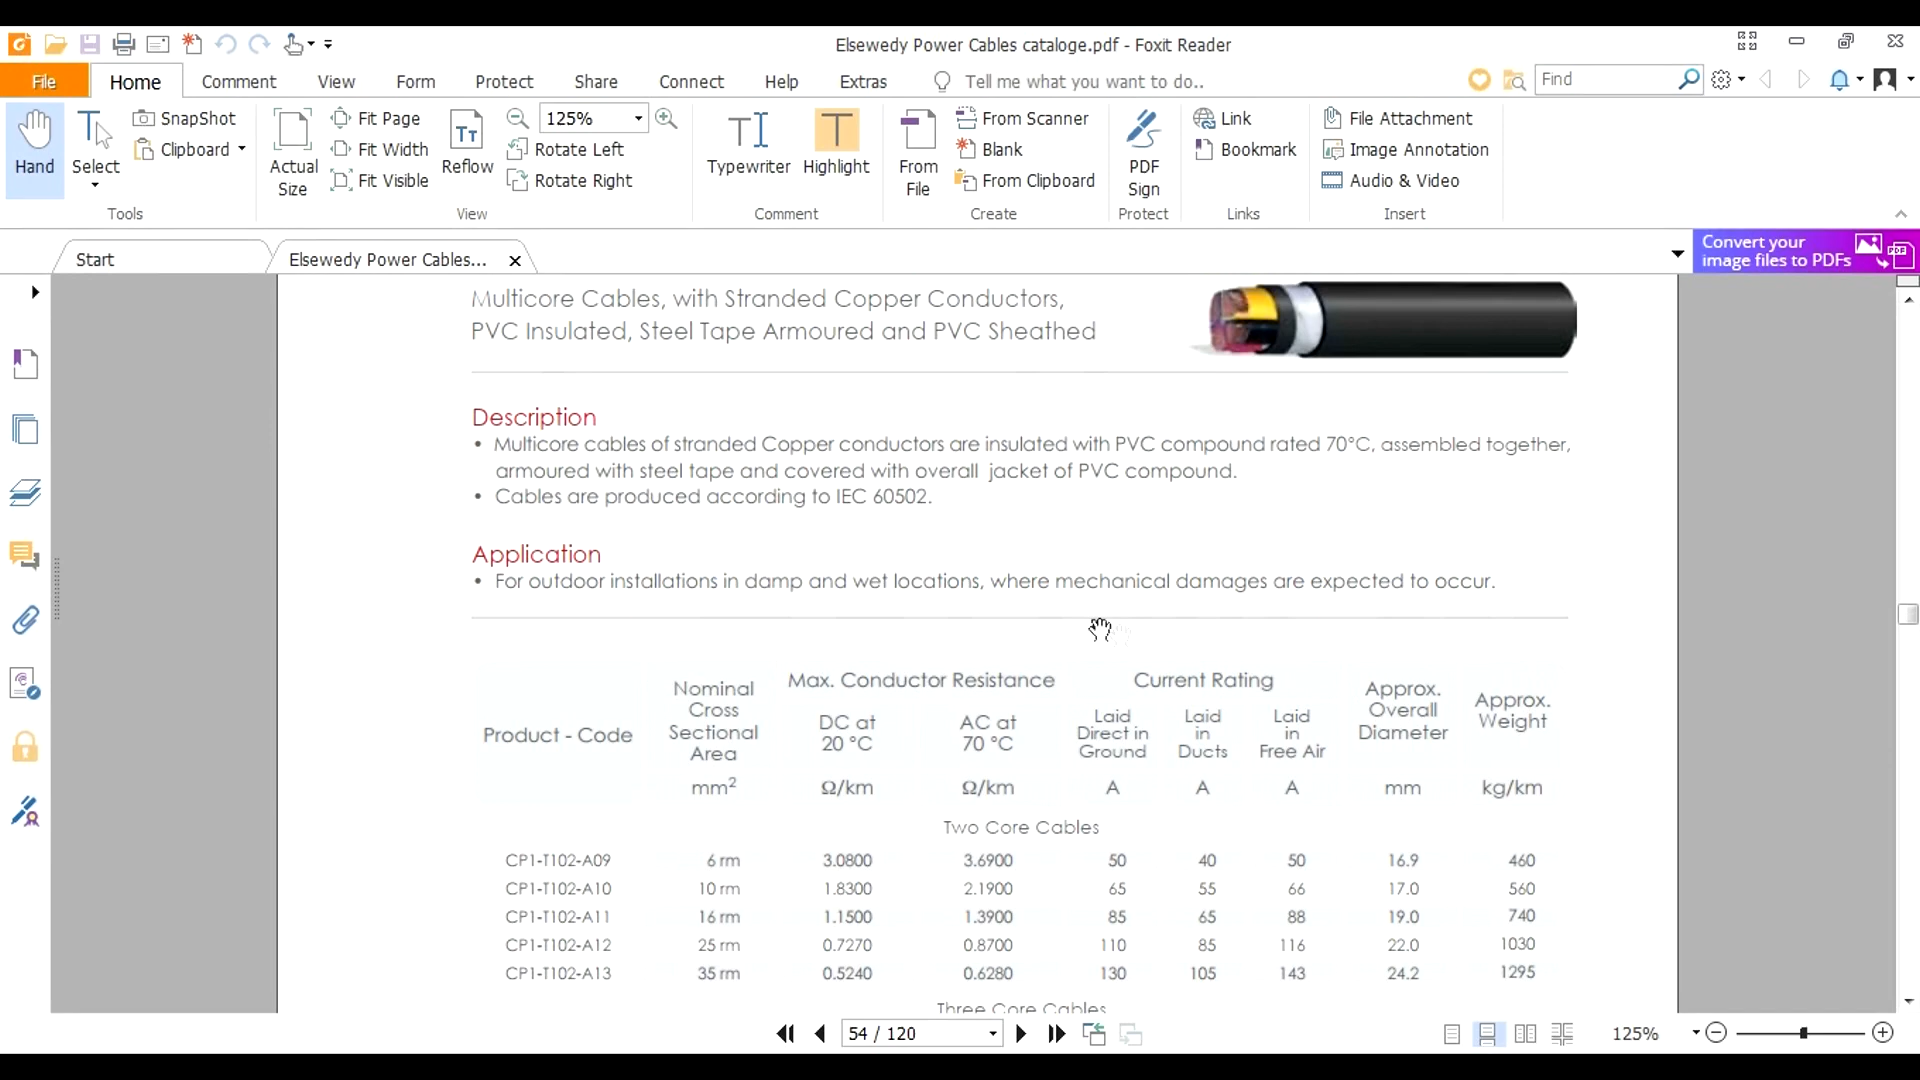 Elsewedy Power Cables cataloge.pdf - Foxit Reader
File Home Comment View Form Protect Share Connect Help Extras Tell me what you want to do.. Find
Hand
Select
SnapShot
Clipboard
Tools
Actual
Size
Fit Page
Fit Width
Fit Visible
Reflow
125%
Rotate Left
Rotate Right
View
Typewriter
Highlight
Comment
From
File
From Scanner
Blank
From Clipboard
Create
PDF
Sign
Protect
Link
Bookmark
Links
File Attachment
Image Annotation
Audio & Video
Insert
Start
Elsewedy Power Cables...
Convert your
image files to PDFs
Multicore Cables, with Stranded Copper Conductors,
PVC Insulated, Steel Tape Armoured and PVC Sheathed
Description
• Multicore cables of stranded Copper conductors are insulated with PVC compound rated 70°C, assembled together,
armoured with steel tape and covered with overall jacket of PVC compound.
• Cables are produced according to IEC 60502.
Application
• For outdoor installations in damp and wet locations, where mechanical damages are expected to occur.
Product - Code
Nominal
Cross
Sectional
Area
mm²
Max. Conductor Resistance
DC at
20 °C
Ω/km
AC at
70 °C
Ω/km
Current Rating
Laid
Direct in
Ground
A
Laid
in
Ducts
A
Laid
in
Free Air
A
Approx.
Overall
Diameter
mm
Approx.
Weight
kg/km
Two Core Cables
CP1-T102-A09 6 rm 3.0800 3.6900 50 40 50 16.9 460
CP1-T102-A10 10 rm 1.8300 2.1900 65 55 66 17.0 560
CP1-T102-A11 16 rm 1.1500 1.3900 85 65 88 19.0 740
CP1-T102-A12 25 rm 0.7270 0.8700 110 85 116 22.0 1030
CP1-T102-A13 35 rm 0.5240 0.6280 130 105 143 24.2 1295
Three Core Cables
54 / 120
125%